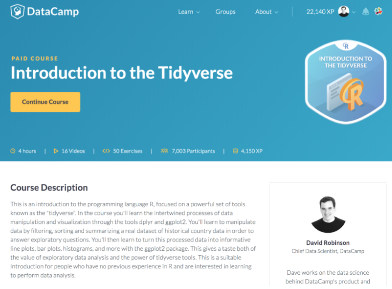 DataCamp
Learn
Groups
About
22,140 XP
PAID COURSE
Introduction to the Tidyverse
Continue Course
INTRODUCTION TO
THE TIDYVERSE
4 hours | 16 Videos | 50 Exercises | 7,003 Participants | 4,150 XP
Course Description
This is an introduction to the programming language R, focused on a powerful set of tools
known as the "tidyverse". In the course you'll learn the intertwined processes of data
manipulation and visualization through the tools dplyr and ggplot2. You'll learn to manipulate
data by filtering, sorting and summarizing a real dataset of historical country data in order to
answer exploratory questions. You'll then learn to turn this processed data into informative
line plots, bar plots, histograms, and more with the ggplot2 package. This gives a taste both of
the value of exploratory data analysis and the power of tidyverse tools. This is a suitable
introduction for people who have no previous experience in R and are interested in learning
to perform data analysis.
David Robinson
Chief Data Scientist, DataCamp
Dave works on the data science
behind DataCamp's product and